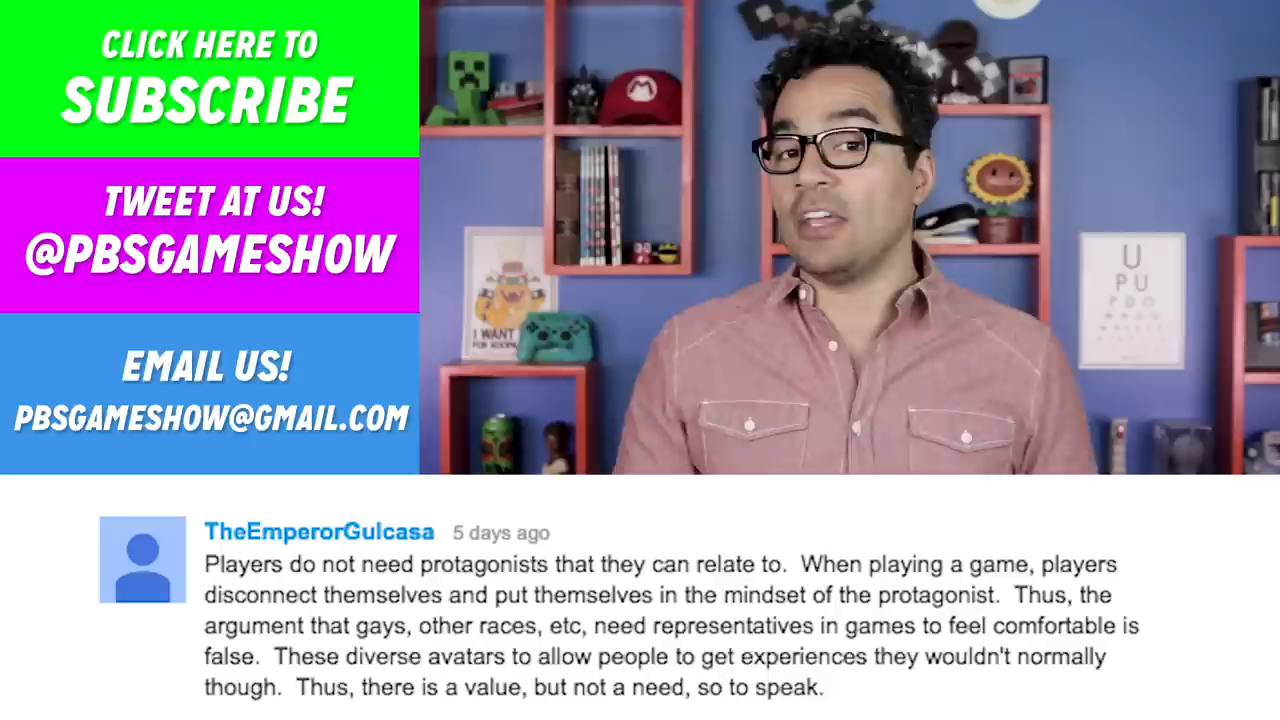 CLICK HERE TO
SUBSCRIBE
TWEET AT US!
@PBSGAMESHOW
EMAIL US!
PBSGAMESHOW@GMAIL.COM
I WANT
U
P U
P D O
TheEmperorGulcasa 5 days ago
Players do not need protagonists that they can relate to. When playing a game, players
disconnect themselves and put themselves in the mindset of the protagonist. Thus, the
argument that gays, other races, etc, need representatives in games to feel comfortable is
false. These diverse avatars to allow people to get experiences they wouldn't normally
though. Thus, there is a value, but not a need, so to speak.